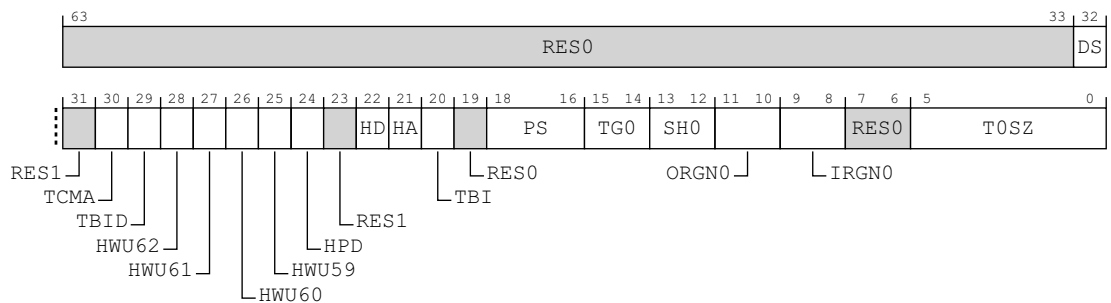 63 33 32
RES0 DS
31 30 29 28 27 26 25 24 23 22 21 20 19 18 16 15 14 13 12 11 10 9 8 7 6 5 0
HD HA PS TG0 SH0 RES0 T0SZ
RES1 RES0 ORGN0 IRGN0
TCMA TBI
TBID RES1
HWU62 HPD
HWU61 HWU59
HWU60